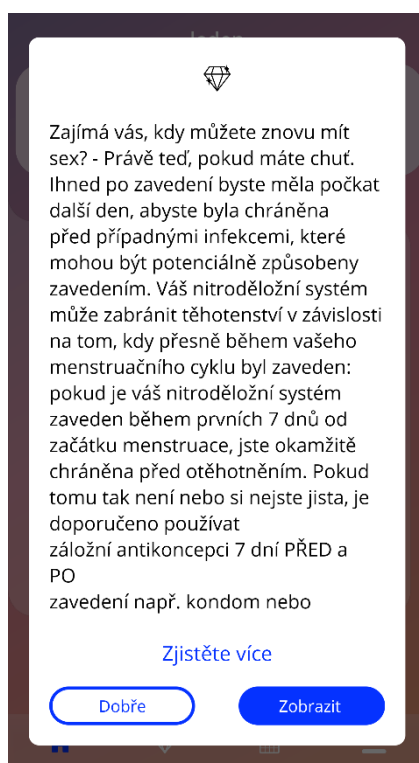 Zajímá vás, kdy můžete znovu mít
sex? - Právě teď, pokud máte chuť.
Ihned po zavedení byste měla počkat
další den, abyste byla chráněna
před případnými infekcemi, které
mohou být potenciálně způsobeny
zavedením. Váš nitroděložní systém
může zabránit těhotenství v závislosti
na tom, kdy přesně během vašeho
menstruačního cyklu byl zaveden:
pokud je váš nitroděložní systém
zaveden během prvních 7 dnů od
začátku menstruace, jste okamžitě
chráněna před otěhotněním. Pokud
tomu tak není nebo si nejste jista, je
doporučeno používat
záložní antikoncepci 7 dní PŘED a
PO
zavedení např. kondom nebo
Zjistěte více
Dobře
Zobrazit